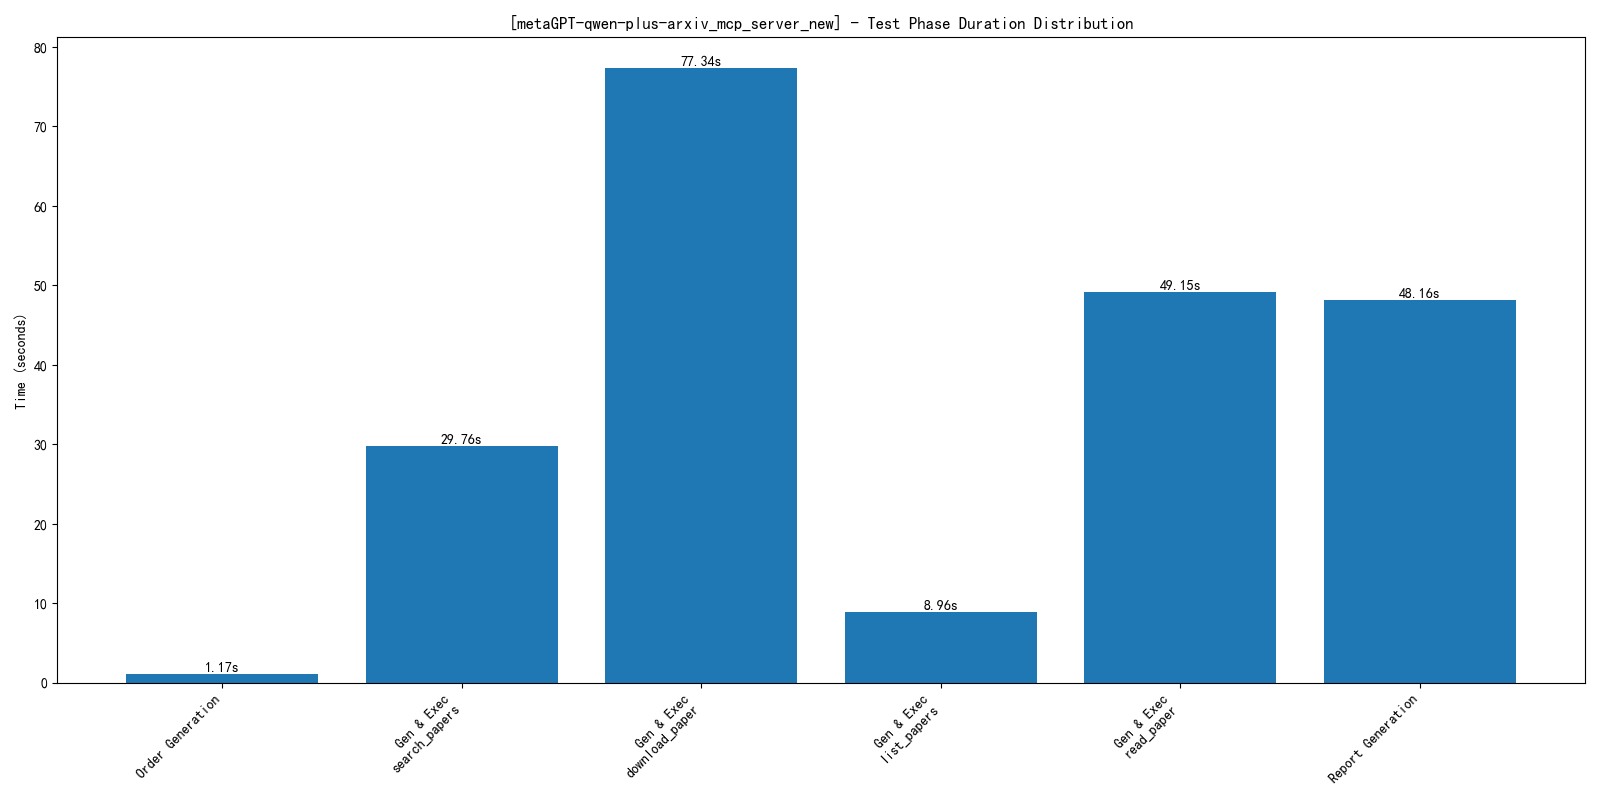 [metaGPT-qwen-plus-arxiv_mcp_server_new] - Test Phase Duration Distribution
Time (seconds)
80
70
60
50
40
30
20
10
0
1.17s
29.76s
77.34s
8.96s
49.15s
48.16s
Order Generation
Gen & Exec
search_papers
Gen & Exec
download_paper
Gen & Exec
list_papers
Gen & Exec
read_paper
Report Generation